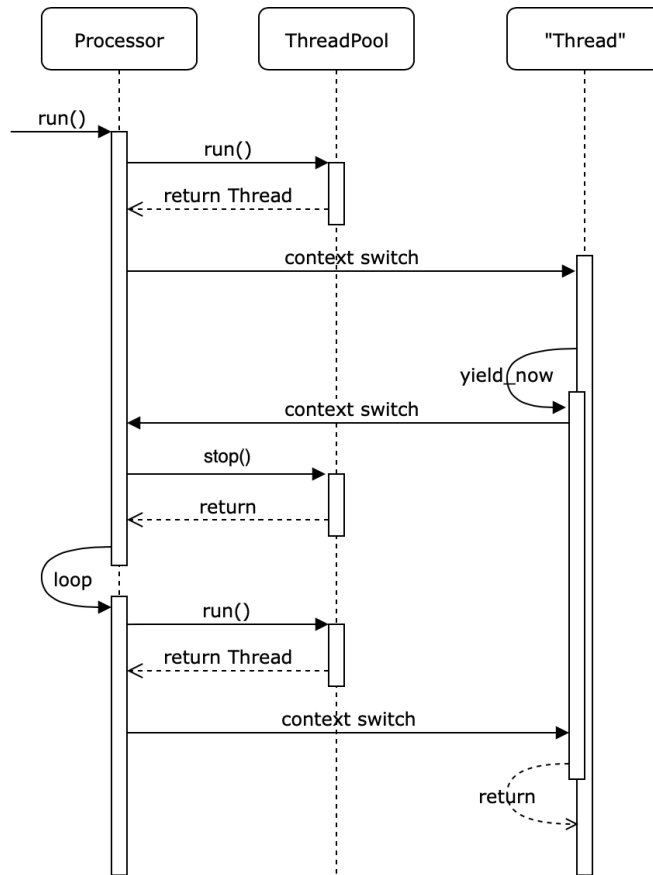 Processor
ThreadPool
"Thread"
run()
run()
return Thread
context switch
yield_now
context switch
stop()
return
loop
run()
return Thread
context switch
return